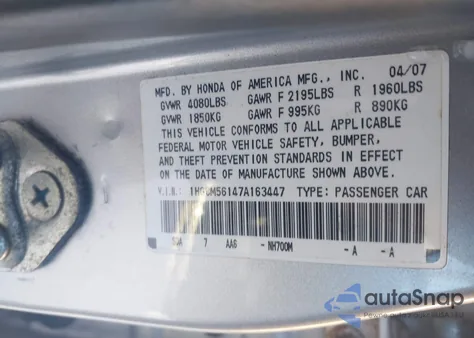 MFD. BY HONDA OF AMERICA MFG., INC. 04/07
GVWR 4080LBS GAWR F 2195LBS R 1960LBS
GVWR 1850KG GAWR F 995KG R 890KG
THIS VEHICLE CONFORMS TO ALL APPLICABLE
FEDERAL MOTOR VEHICLE SAFETY, BUMPER,
AND THEFT PREVENTION STANDARDS IN EFFECT
ON THE DATE OF MANUFACTURE SHOWN ABOVE.
V.I.N.: 1HGCM56147A163447 TYPE: PASSENGER CAR
7 AA6 -NH700M -A -A
autaSnap